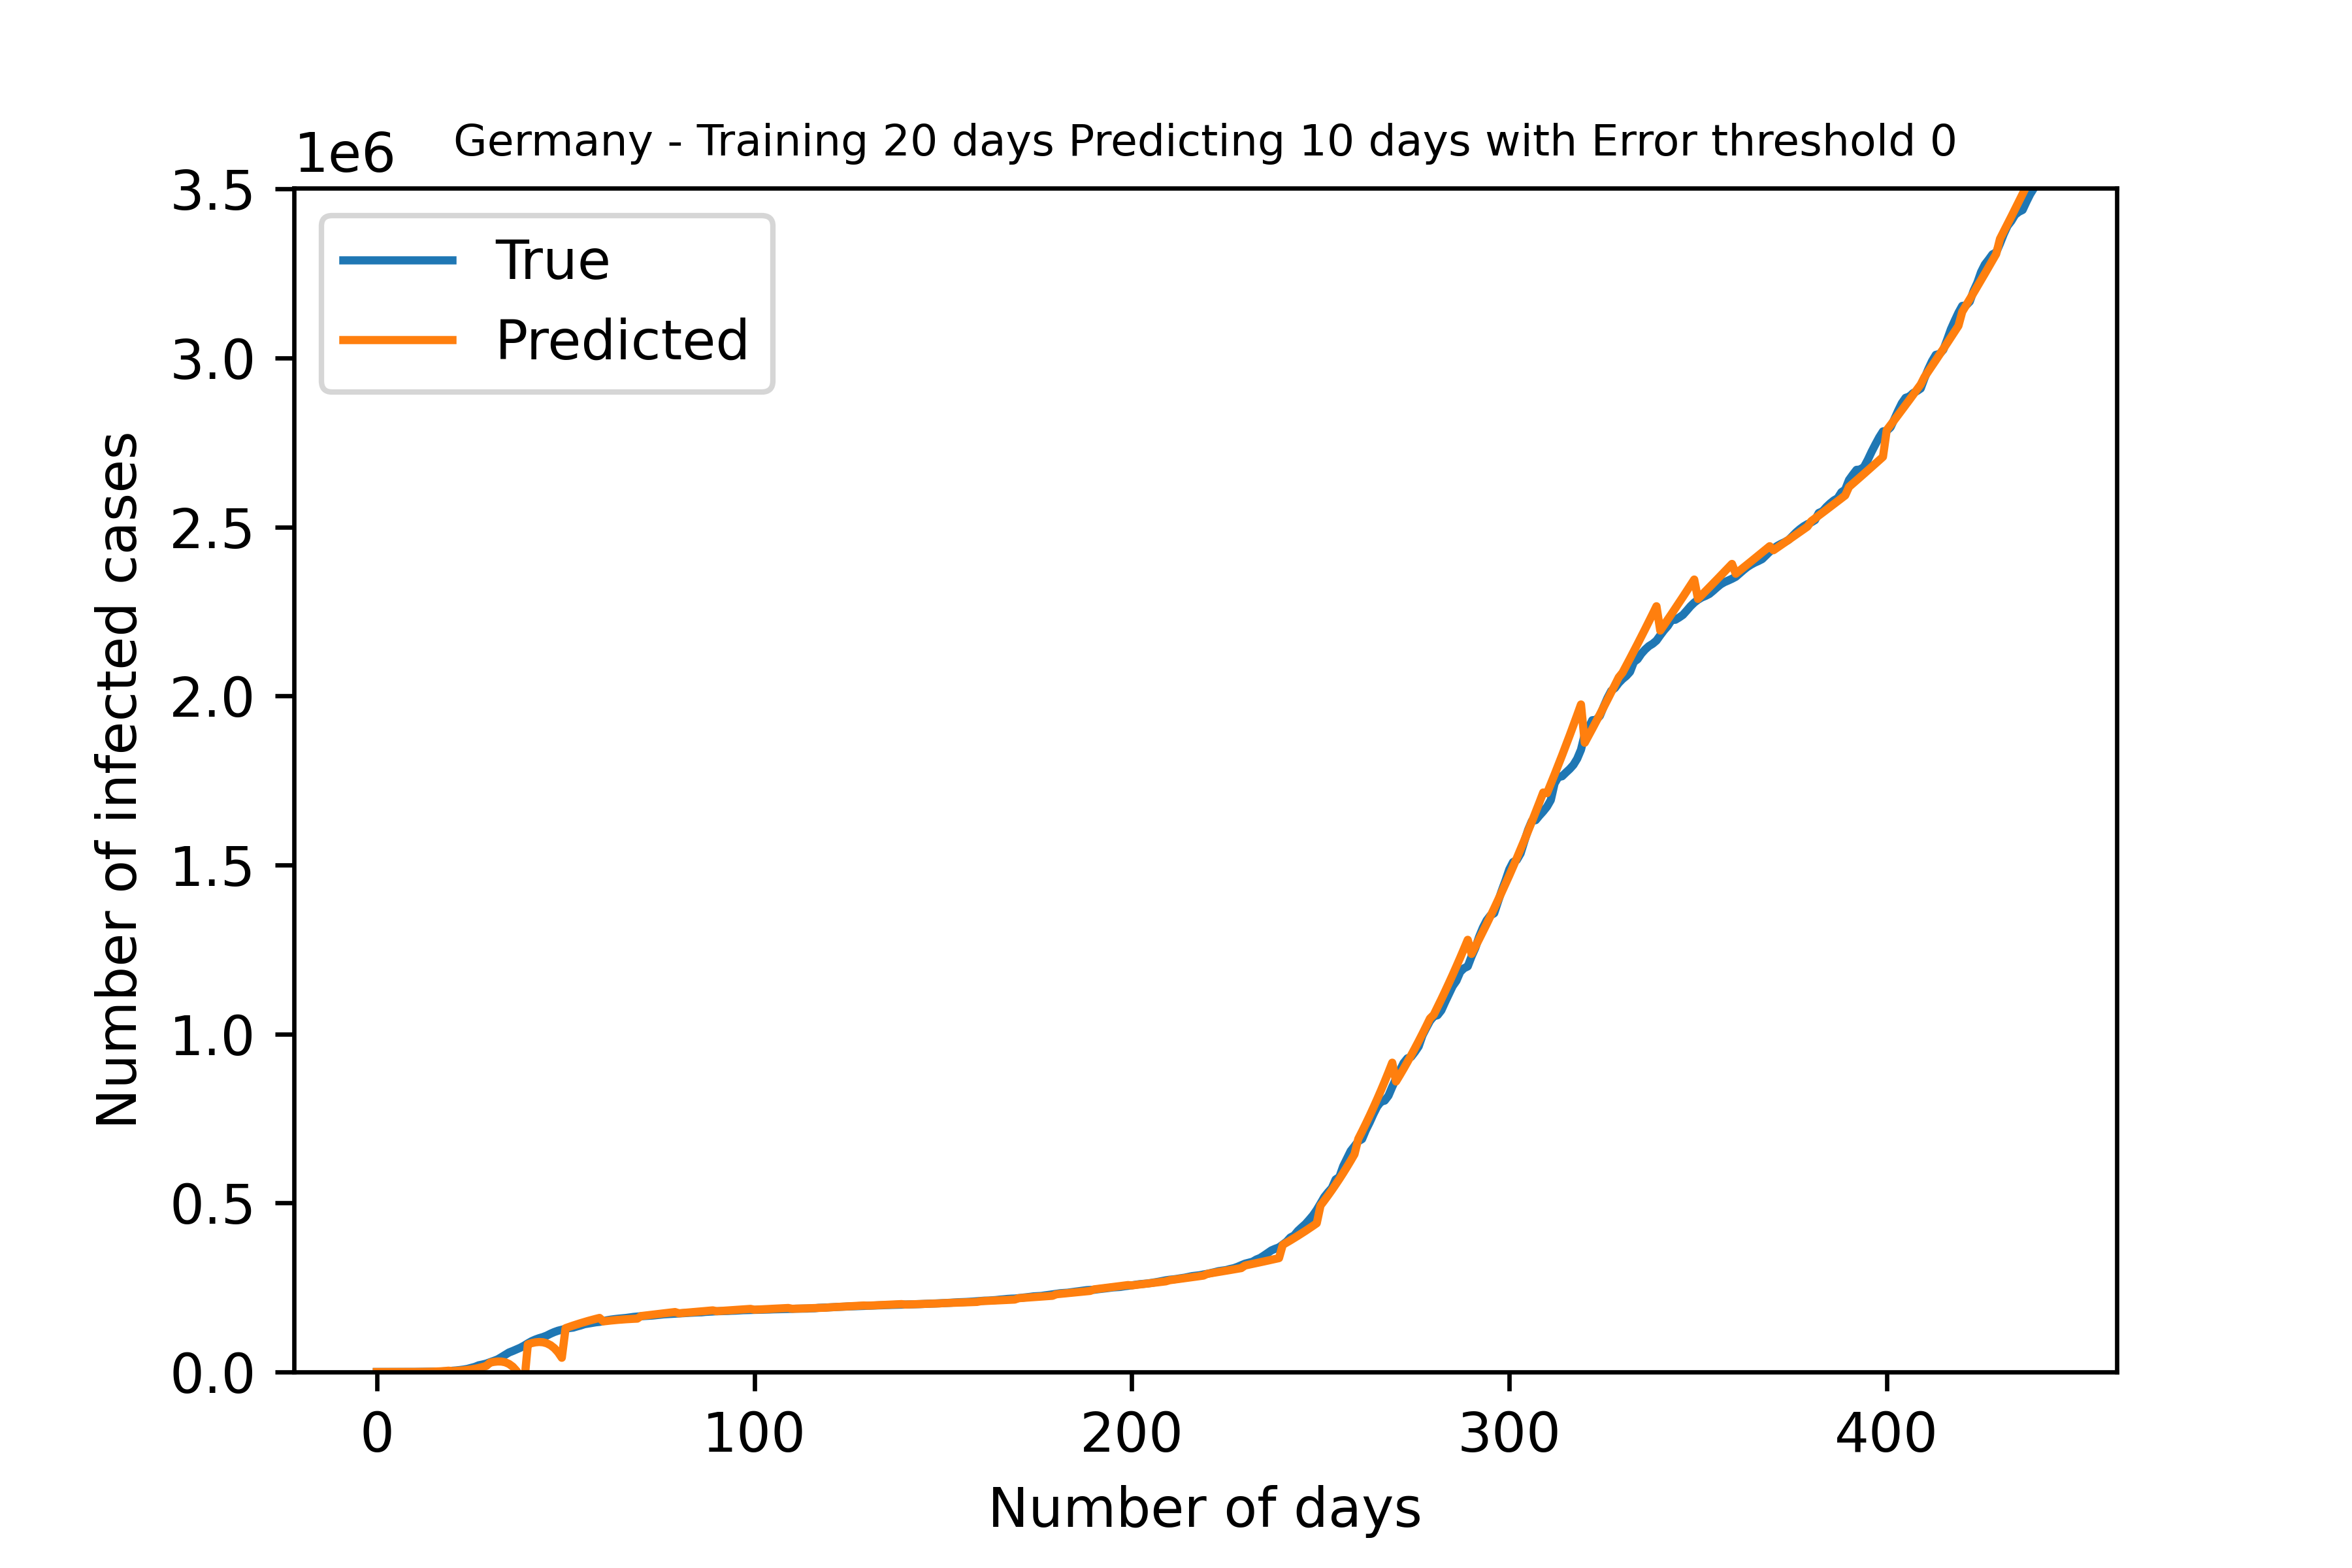 Germany - Training 20 days Predicting 10 days with Error threshold 0
1e6
3.5
3.0
2.5
2.0
1.5
1.0
0.5
0.0
Number of infected cases
True
Predicted
0 100 200 300 400
Number of days